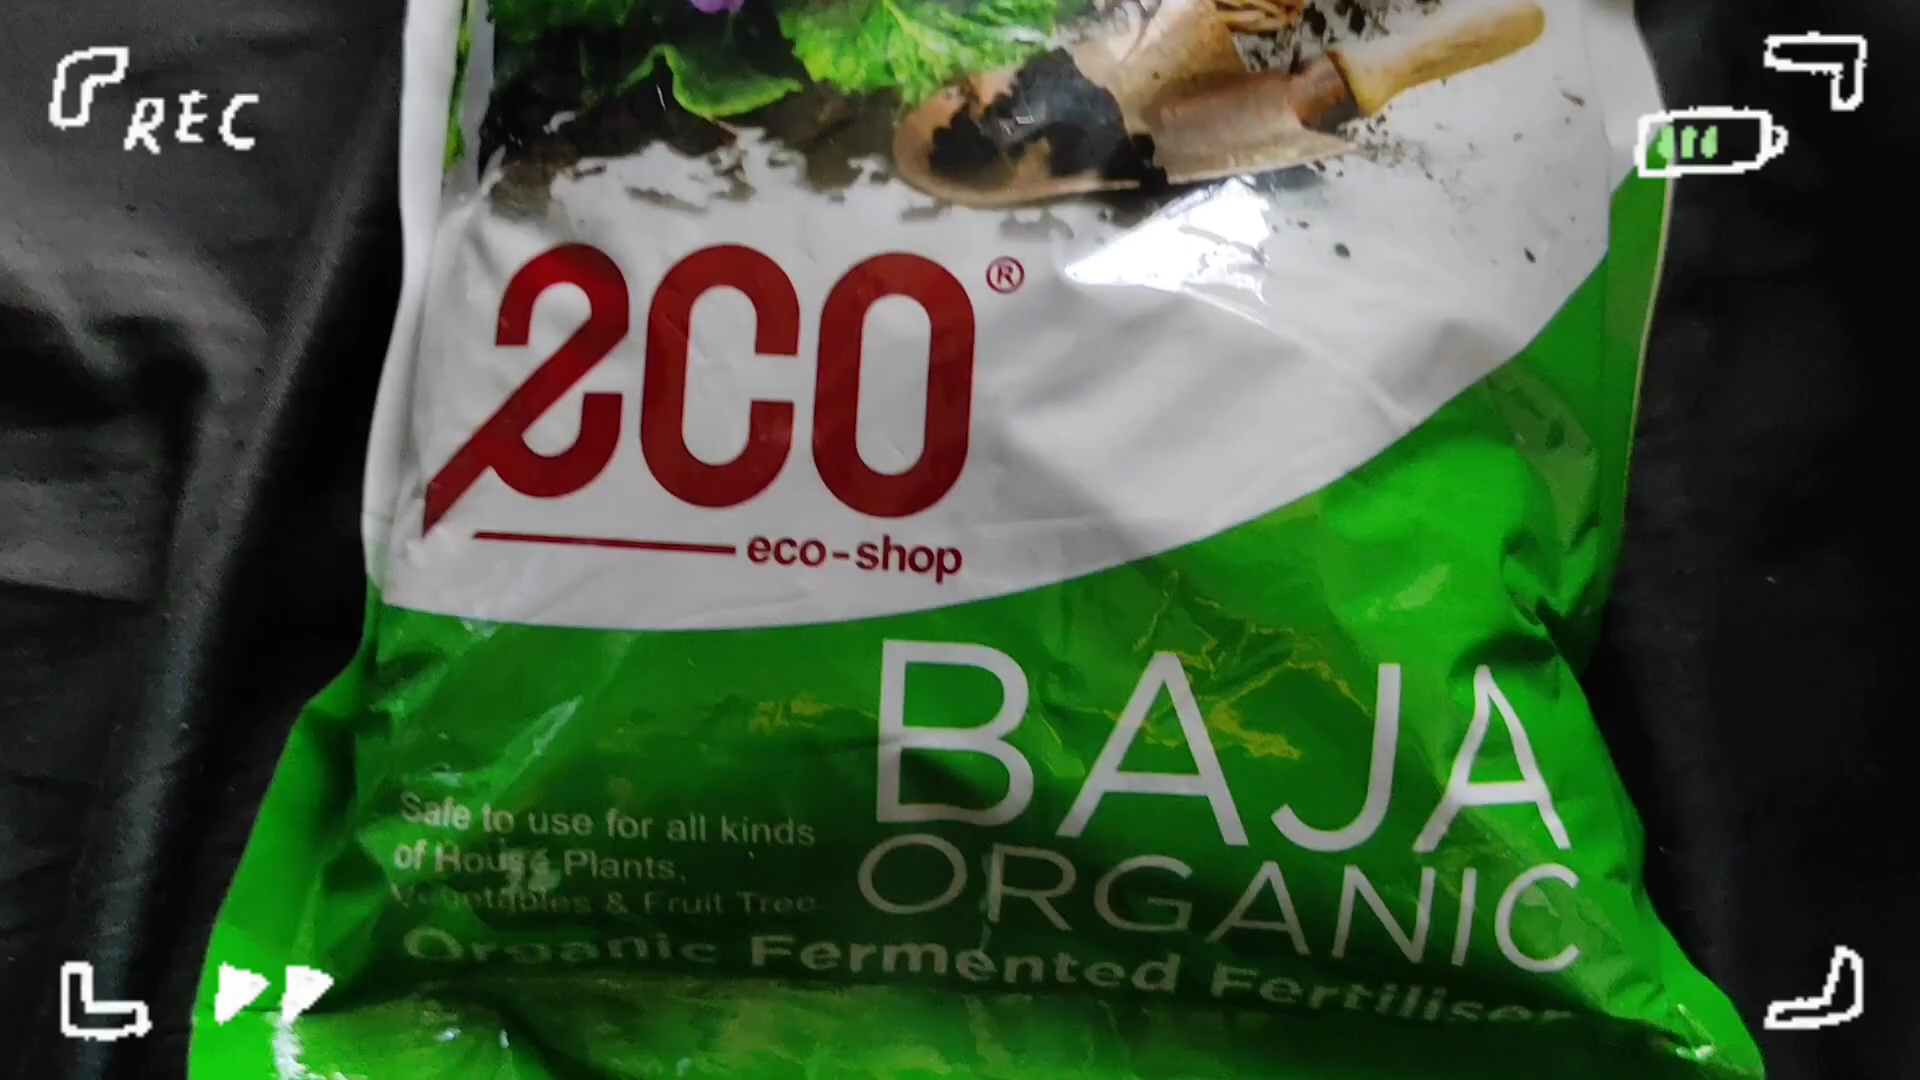 REC
eco®
eco-shop
BAJA
ORGANIC
Safe to use for all kinds
of House Plants,
Vegetables & Fruit Tree
Organic Fermented Fertiliser